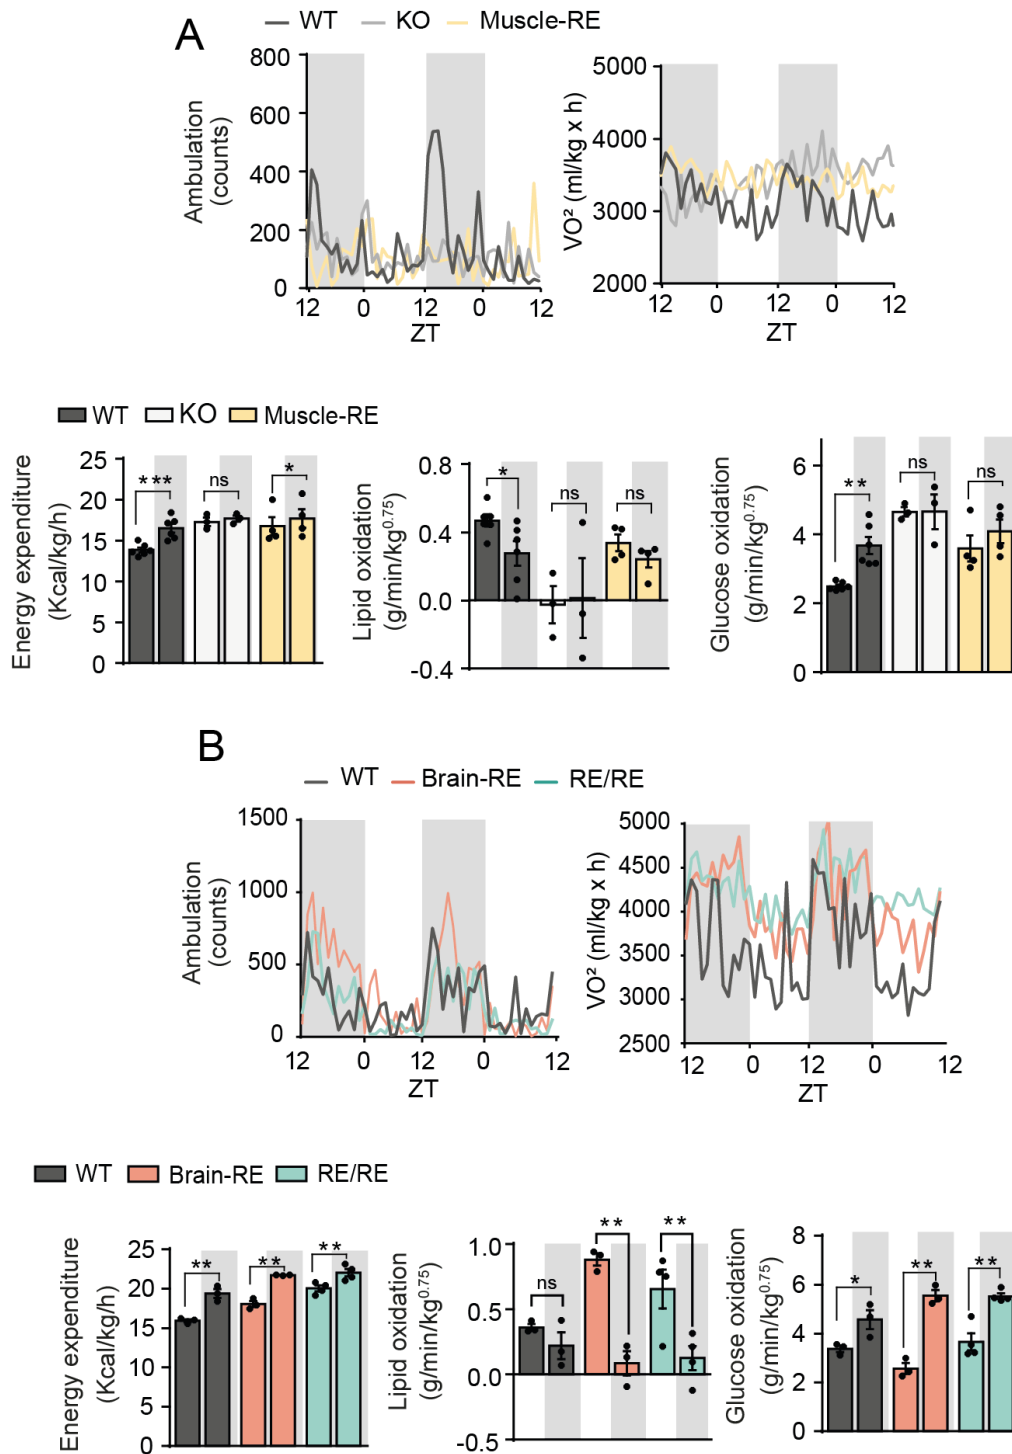 A
WT KO Muscle-RE
Ambulation
(counts)
800
600
400
200
0
12 0 12 0 12
ZT
VO² (ml/kg x h)
5000
4000
3000
2000
12 0 12 0 12
ZT
WT KO Muscle-RE
Energy expenditure
(Kcal/kg/h)
25
20
15
10
5
0
*** ns *
Lipid oxidation
(g/min/kg0.75)
0.8
0.4
0.0
-0.4
* ns ns
Glucose oxidation
(g/min/kg0.75)
6
4
2
0
** ns ns
B
WT Brain-RE RE/RE
Ambulation
(counts)
1500
1000
500
0
12 0 12 0 12
ZT
VO² (ml/kg x h)
5000
4500
4000
3500
3000
2500
12 0 12 0 12
ZT
WT Brain-RE RE/RE
Energy expenditure
(Kcal/kg/h)
25
20
15
10
5
0
** ** **
Lipid oxidation
(g/min/kg0.75)
1.0
0.5
0.0
-0.5
ns ** **
Glucose oxidation
(g/min/kg0.75)
8
6
4
2
0
* ** **